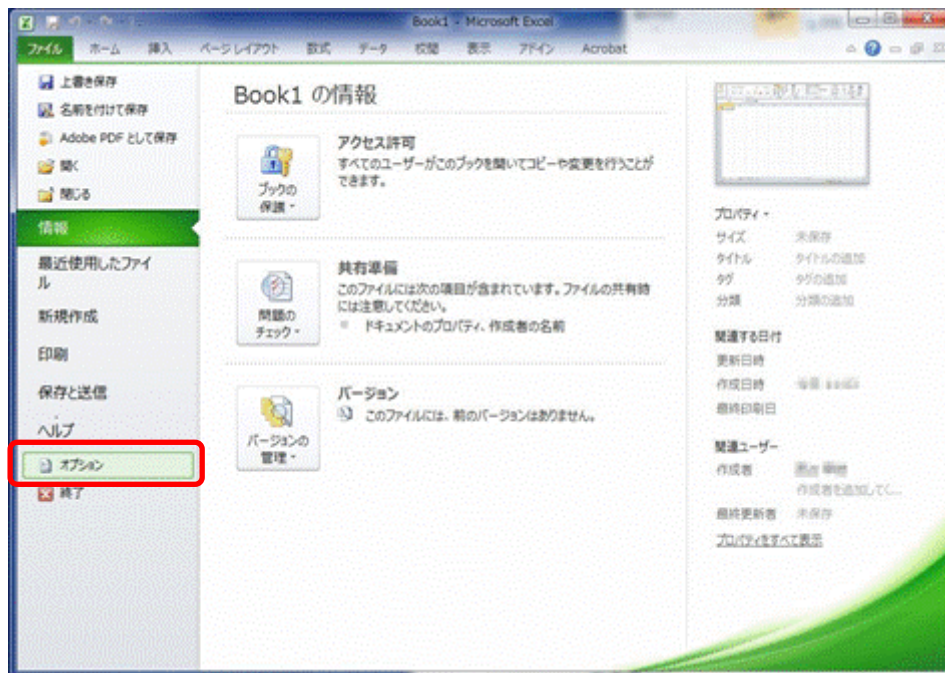 Book1 - Microsoft Excel
ファイル ホーム 挿入 ページ レイアウト 数式 データ 校閲 表示 アドイン Acrobat
上書き保存
名前を付けて保存
Adobe PDF として保存
開く
閉じる
情報
最近使用したファイ
ル
新規作成
印刷
保存と送信
ヘルプ
オプション
終了
Book1 の情報
ブックの
保護
アクセス許可
すべてのユーザーがこのブックを開いてコピーや変更を行うことが
できます。
問題の
チェック
共有準備
このファイルには次の項目が含まれています。ファイルの共有時
には注意してください。
ドキュメントのプロパティ、作成者の名前
バージョンの
管理
バージョン
このファイルには、前のバージョンはありません。
プロパティ
サイズ 未保存
タイトル タイトルの追加
タグ タグの追加
分類 分類の追加
関連する日付
更新日時
作成日時
最終印刷日
関連ユーザー
作成者
作成者を追加してく...
最終更新者 未保存
プロパティをすべて表示